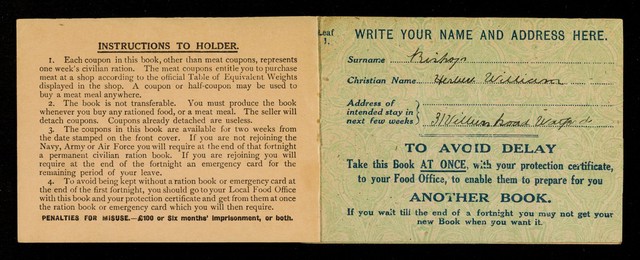 INSTRUCTIONS TO HOLDER.
1. Each coupon in this book, other than meat coupons, represents
one week's civilian ration. The meat coupons entitle you to purchase
meat at a shop according to the official Table of Equivalent Weights
displayed in the shop. A coupon or half-coupon may be used to
buy a meat meal anywhere.
2. The book is not transferable. You must produce the book
whenever you buy any rationed food, or a meat meal. The seller will
detach coupons. Coupons already detached are useless.
3. The coupons in this book are available for two weeks from
the date stamped on the front cover. If you are not rejoining the
Navy, Army or Air Force you will require at the end of that fortnight
a permanent civilian ration book. If you are rejoining you will
require at the end of the fortnight an emergency card for the
remaining period of your leave.
4. To avoid being kept without a ration book or emergency card at
the end of the first fortnight, you should go to your Local Food Office
with this book and your protection certificate and get from them at once
the ration book or emergency card which you will then require.
PENALTIES FOR MISUSE.—£100 or Six months' imprisonment, or both.
Leaf
1.
WRITE YOUR NAME AND ADDRESS HERE.
Surname Bishop
Christian Name Herbert William
Address of
intended stay in
next few weeks } 31 Villiers Road Watford
TO AVOID DELAY
Take this Book AT ONCE, with your protection certificate,
to your Food Office, to enable them to prepare for you
ANOTHER BOOK.
If you wait till the end of a fortnight you may not get your
new Book when you want it.